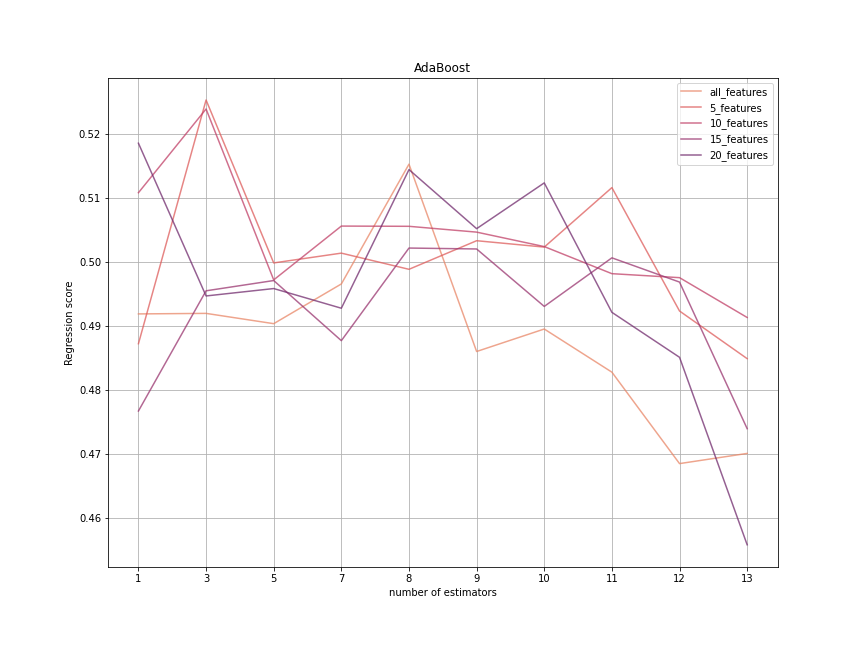 AdaBoost
all_features
5_features
10_features
15_features
20_features
0.52
0.51
0.50
0.49
0.48
0.47
0.46
Regression score
1 3 5 7 8 9 10 11 12 13
number of estimators